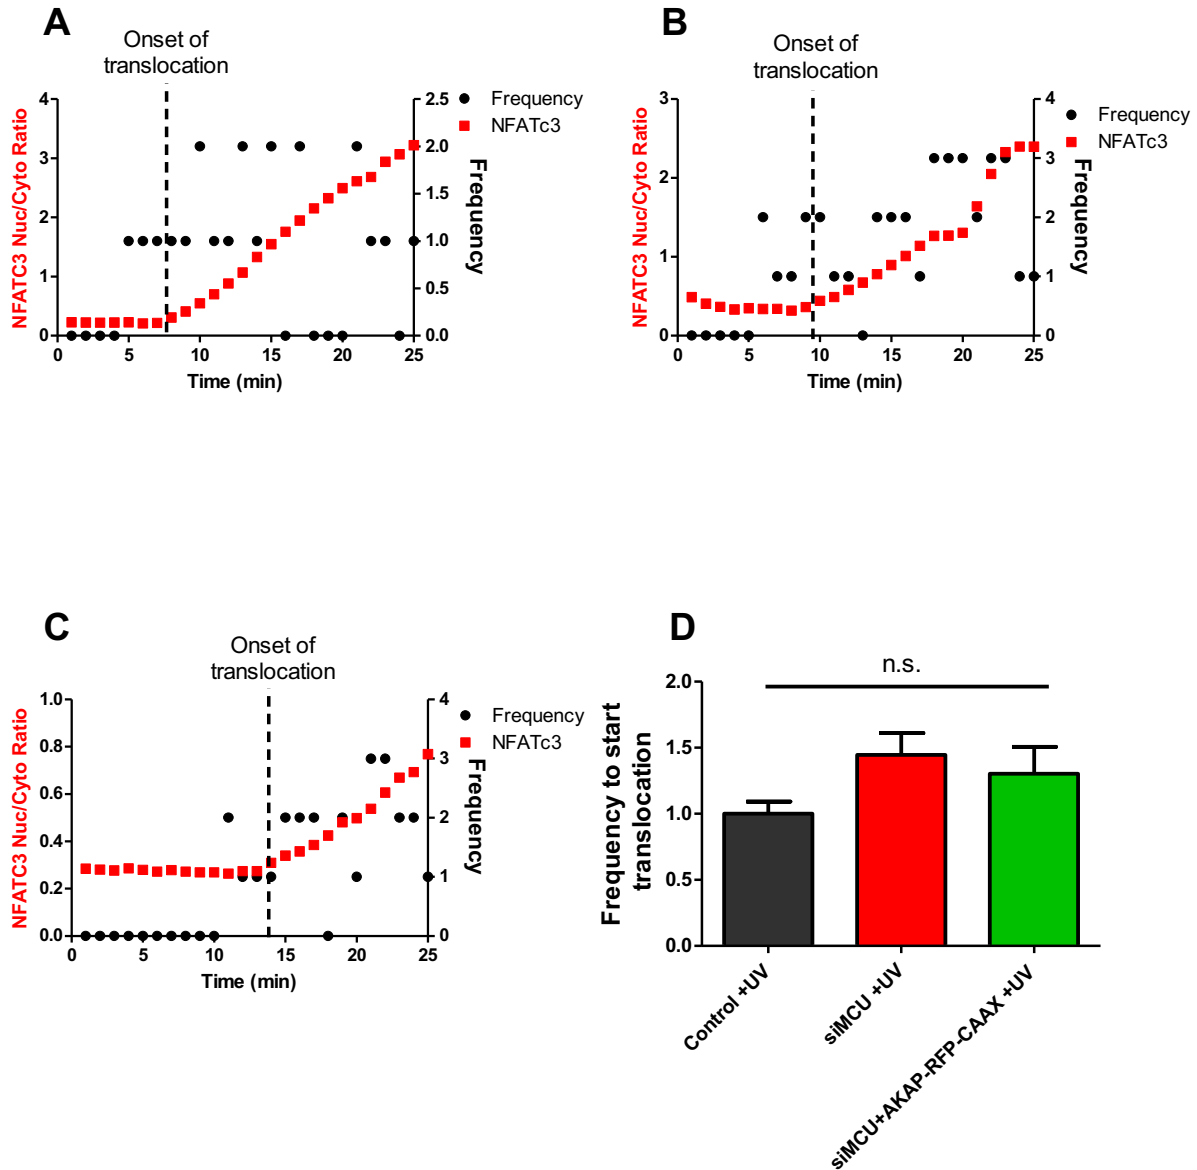 A
Onset of
translocation
Frequency
NFATc3
NFATC3 Nuc/Cyto Ratio
4
3
2
1
0
2.5
2.0
1.5
1.0
0.5
0.0
Frequency
0 5 10 15 20 25
Time (min)
B
Onset of
translocation
Frequency
NFATc3
NFATC3 Nuc/Cyto Ratio
3
2
1
0
4
3
2
1
0
Frequency
0 5 10 15 20 25
Time (min)
C
Onset of
translocation
Frequency
NFATc3
NFATC3 Nuc/Cyto Ratio
1.0
0.8
0.6
0.4
0.2
0.0
4
3
2
1
0
Frequency
0 5 10 15 20 25
Time (min)
D
n.s.
Frequency to start
translocation
2.0
1.5
1.0
0.5
0.0
Control +UV
siMCU +UV
siMCU+AKAP-RFP-CAAX +UV